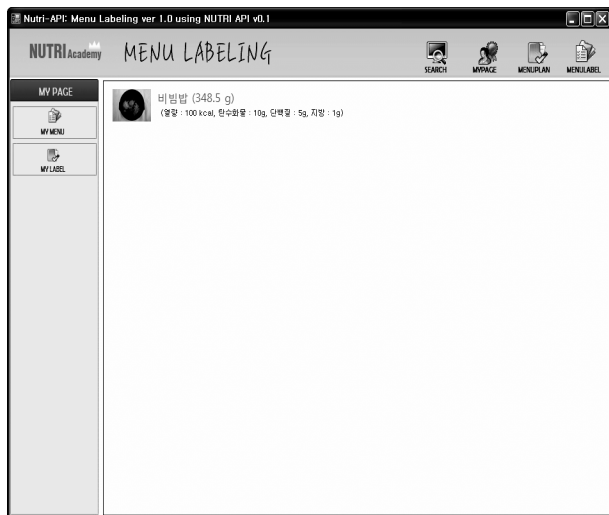 Nutri-API: Menu Labeling ver 1.0 using NUTRI API v0.1
NUTRI Academy
MENU LABELING
SEARCH
MYPAGE
MENUPLAN
MENULABEL
MY PAGE
MY MENU
MY LABEL
비빔밥 (348.5 g)
(열량 : 100 kcal, 탄수화물 : 10g, 단백질 : 5g, 지방 : 1g)